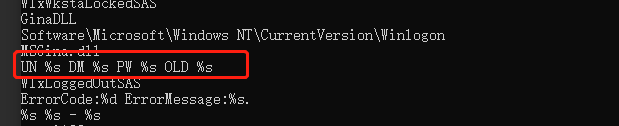 WlxWkstaLockedSAS
GinaDLL
Software\Microsoft\Windows NT\CurrentVersion\Winlogon
MSGina.dll
UN %s DM %s PW %s OLD %s
WlxLoggedOutSAS
ErrorCode:%d ErrorMessage:%s.
%s %s - %s